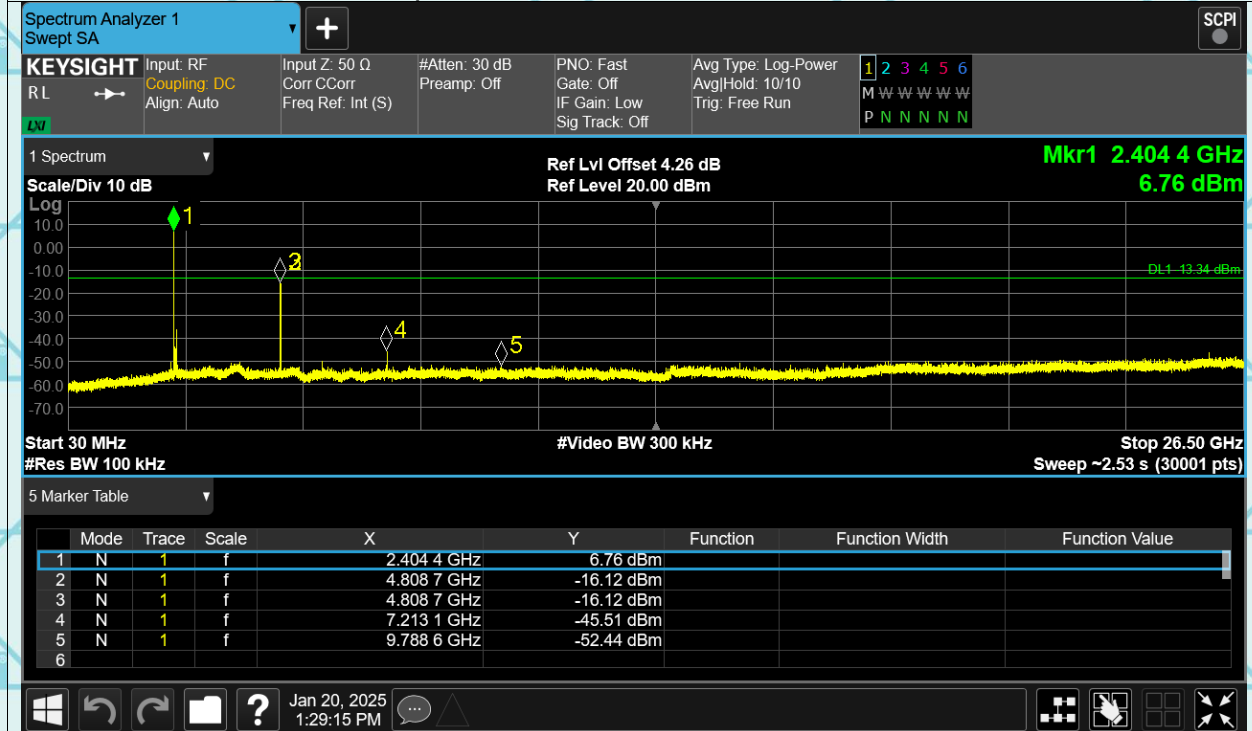 Spectrum Analyzer 1
Swept SA
+
SCPI
KEYSIGHT
RL
LXI
Input: RF
Coupling: DC
Align: Auto
Input Z: 50 Ω
Corr CCorr
Freq Ref: Int (S)
#Atten: 30 dB
Preamp: Off
PNO: Fast
Gate: Off
IF Gain: Low
Sig Track: Off
Avg Type: Log-Power
Avg|Hold: 10/10
Trig: Free Run
1 2 3 4 5 6
M W W W W W
P N N N N N
1 Spectrum
Scale/Div 10 dB
Ref Lvl Offset 4.26 dB
Ref Level 20.00 dBm
Mkr1 2.404 4 GHz
6.76 dBm
Log
10.0
0.00
-10.0
-20.0
-30.0
-40.0
-50.0
-60.0
-70.0
1
3
4
5
DL1 -13.34 dBm
Start 30 MHz
#Video BW 300 kHz
Stop 26.50 GHz
#Res BW 100 kHz
Sweep ~2.53 s (30001 pts)
5 Marker Table
Mode Trace Scale X Y Function Function Width Function Value
1 N 1 f 2.404 4 GHz 6.76 dBm
2 N 1 f 4.808 7 GHz -16.12 dBm
3 N 1 f 4.808 7 GHz -16.12 dBm
4 N 1 f 7.213 1 GHz -45.51 dBm
5 N 1 f 9.788 6 GHz -52.44 dBm
6
?
Jan 20, 2025
1:29:15 PM